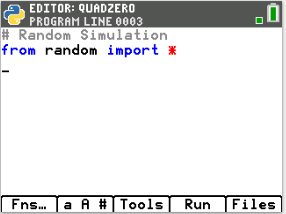 EDITOR: QUADZERO
PROGRAM LINE 0003
# Random Simulation
from random import *
_
Fns… a A # Tools Run Files